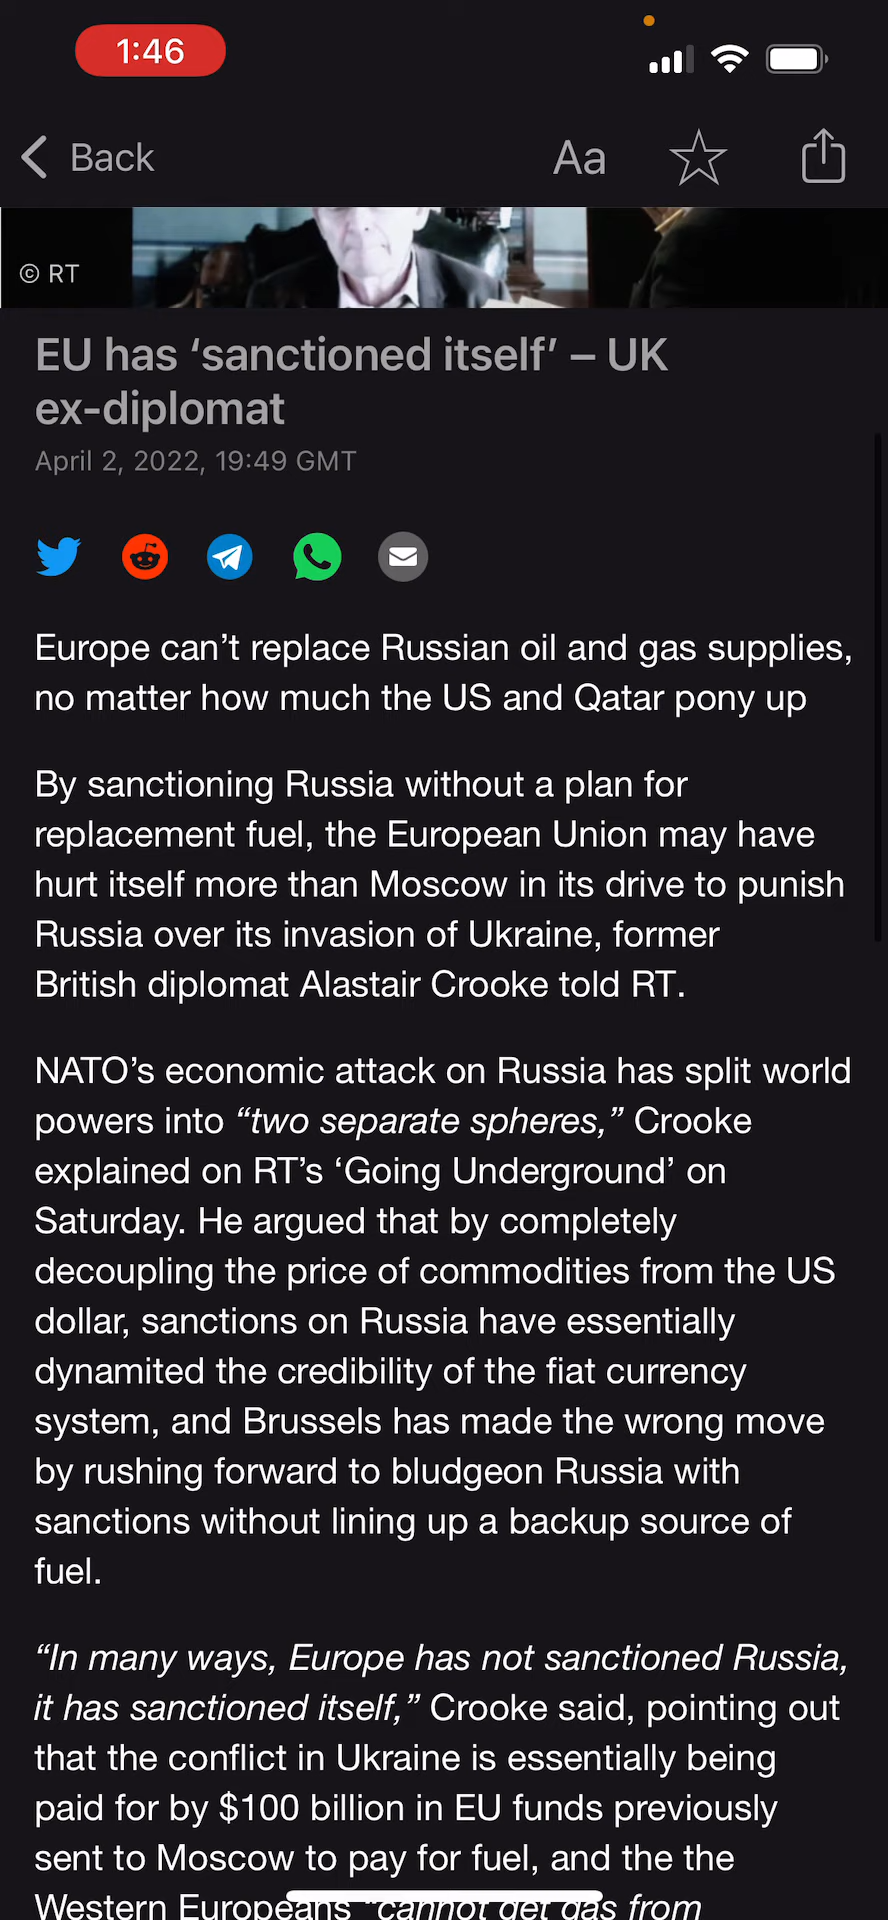 1:46
Back
Aa
© RT
EU has ‘sanctioned itself’ – UK
ex-diplomat
April 2, 2022, 19:49 GMT
Europe can’t replace Russian oil and gas supplies,
no matter how much the US and Qatar pony up
By sanctioning Russia without a plan for
replacement fuel, the European Union may have
hurt itself more than Moscow in its drive to punish
Russia over its invasion of Ukraine, former
British diplomat Alastair Crooke told RT.
NATO’s economic attack on Russia has split world
powers into “two separate spheres,” Crooke
explained on RT’s ‘Going Underground’ on
Saturday. He argued that by completely
decoupling the price of commodities from the US
dollar, sanctions on Russia have essentially
dynamited the credibility of the fiat currency
system, and Brussels has made the wrong move
by rushing forward to bludgeon Russia with
sanctions without lining up a backup source of
fuel.
“In many ways, Europe has not sanctioned Russia,
it has sanctioned itself,” Crooke said, pointing out
that the conflict in Ukraine is essentially being
paid for by $100 billion in EU funds previously
sent to Moscow to pay for fuel, and the the
Western Europeans “cannot get gas from